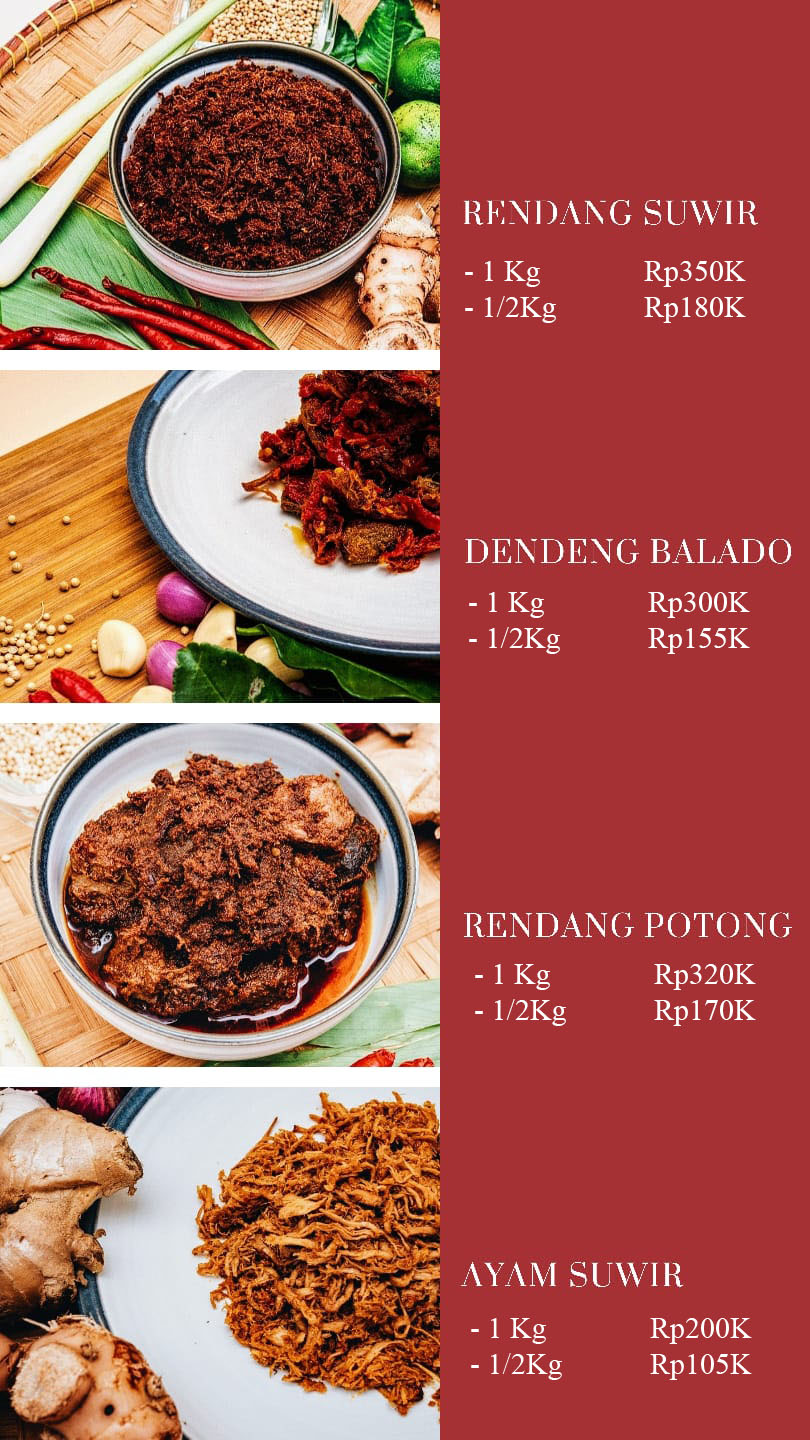 RENDANG SUWIR
- 1 Kg Rp350K
- 1/2Kg Rp180K
DENDENG BALADO
- 1 Kg Rp300K
- 1/2Kg Rp155K
RENDANG POTONG
- 1 Kg Rp320K
- 1/2Kg Rp170K
AYAM SUWIR
- 1 Kg Rp200K
- 1/2Kg Rp105K